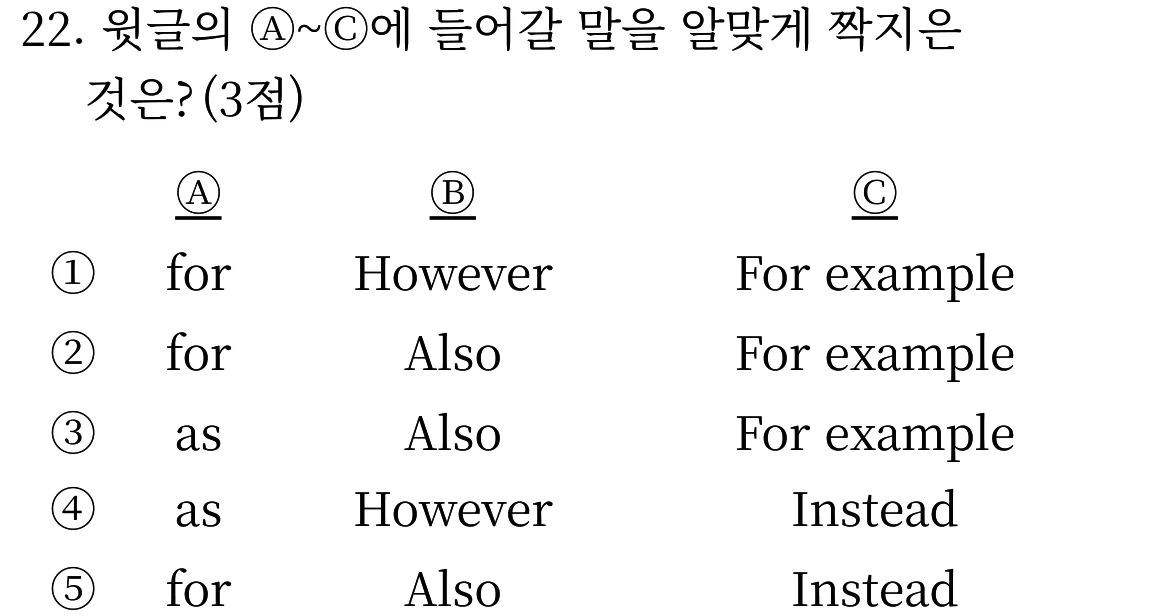 22. 윗글의 Ⓐ~Ⓒ에 들어갈 말을 알맞게 짝지은
것은? (3점)
Ⓐ Ⓑ Ⓒ
① for However For example
② for Also For example
③ as Also For example
④ as However Instead
⑤ for Also Instead